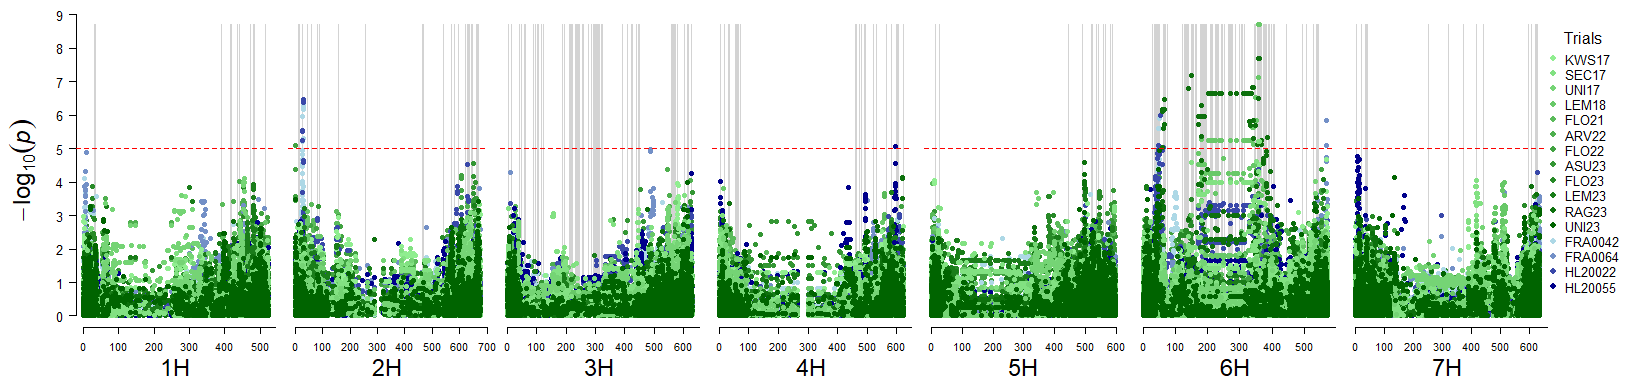 −log10(p)
9
8
7
6
5
4
3
2
1
0
0 100 200 300 400 500
1H
0 100 200 300 400 500 600 700
2H
0 100 200 300 400 500 600
3H
0 100 200 300 400 500 600
4H
0 100 200 300 400 500 600
5H
0 100 200 300 400 500
6H
0 100 200 300 400 500 600
7H
Trials
KWS17
SEC17
UNI17
LEM18
FLO21
ARV22
FLO22
ASU23
FLO23
LEM23
RAG23
UNI23
FRA0042
FRA0064
HL20022
HL20055